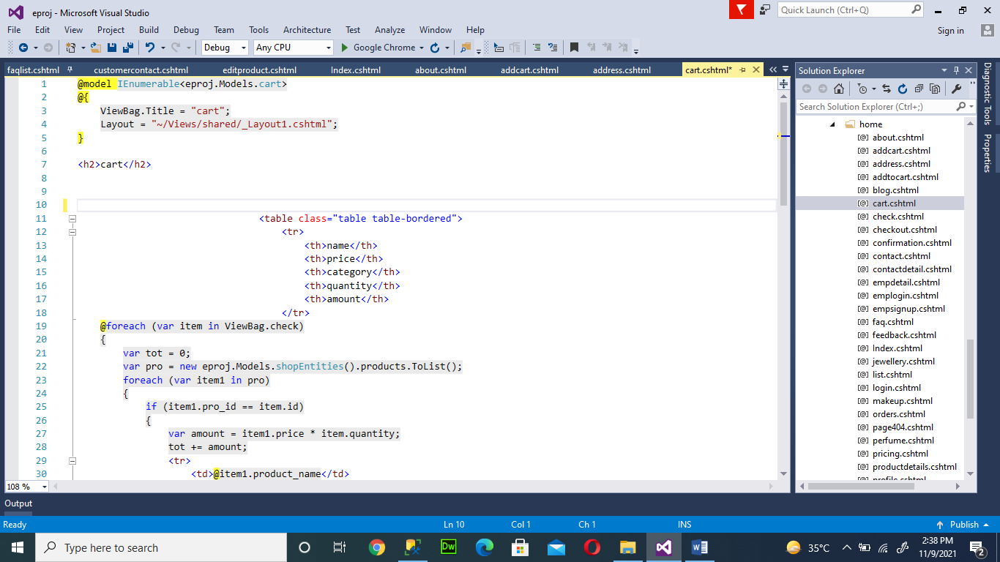 eproj - Microsoft Visual Studio
Quick Launch (Ctrl+Q)
File Edit View Project Build Debug Team Tools Architecture Test Analyze Window Help
Sign in
Debug Any CPU Google Chrome
faqlist.cshtml customercontact.cshtml editproduct.cshtml Index.cshtml about.cshtml addcart.cshtml address.cshtml cart.cshtml*
1 @model IEnumerable<eproj.Models.cart>
2 @{
3 ViewBag.Title = "cart";
4 Layout = "~/Views/shared/_Layout1.cshtml";
5 }
6
7 <h2>cart</h2>
8
9
10
11 <table class="table table-bordered">
12 <tr>
13 <th>name</th>
14 <th>price</th>
15 <th>category</th>
16 <th>quantity</th>
17 <th>amount</th>
18 </tr>
19 @foreach (var item in ViewBag.check)
20 {
21 var tot = 0;
22 var pro = new eproj.Models.shopEntities().products.ToList();
23 foreach (var item1 in pro)
24 {
25 if (item1.pro_id == item.id)
26 {
27 var amount = item1.price * item.quantity;
28 tot += amount;
29 <tr>
30 <td>@item1.product_name</td>
108 %
Solution Explorer
Search Solution Explorer (Ctrl+;)
home
about.cshtml
addcart.cshtml
address.cshtml
addtocart.cshtml
blog.cshtml
cart.cshtml
check.cshtml
checkout.cshtml
confirmation.cshtml
contact.cshtml
contactdetail.cshtml
empdetail.cshtml
emplogin.cshtml
empsignup.cshtml
faq.cshtml
feedback.cshtml
Index.cshtml
jewellery.cshtml
list.cshtml
login.cshtml
makeup.cshtml
orders.cshtml
page404.cshtml
perfume.cshtml
pricing.cshtml
productdetails.cshtml
profile.cshtml
Diagnostic Tools
Properties
Output
Ready Ln 10 Col 1 Ch 1 INS Publish
Type here to search
Dw
35°C
2:38 PM
11/9/2021
2